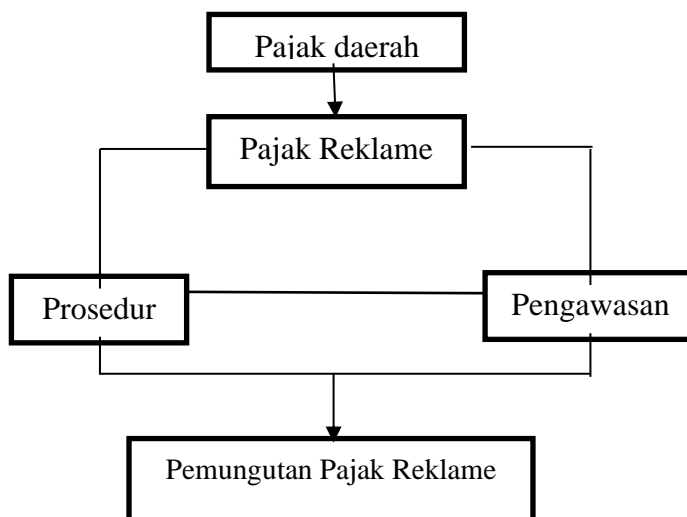 Pajak daerah
Pajak Reklame
Prosedur
Pengawasan
Pemungutan Pajak Reklame